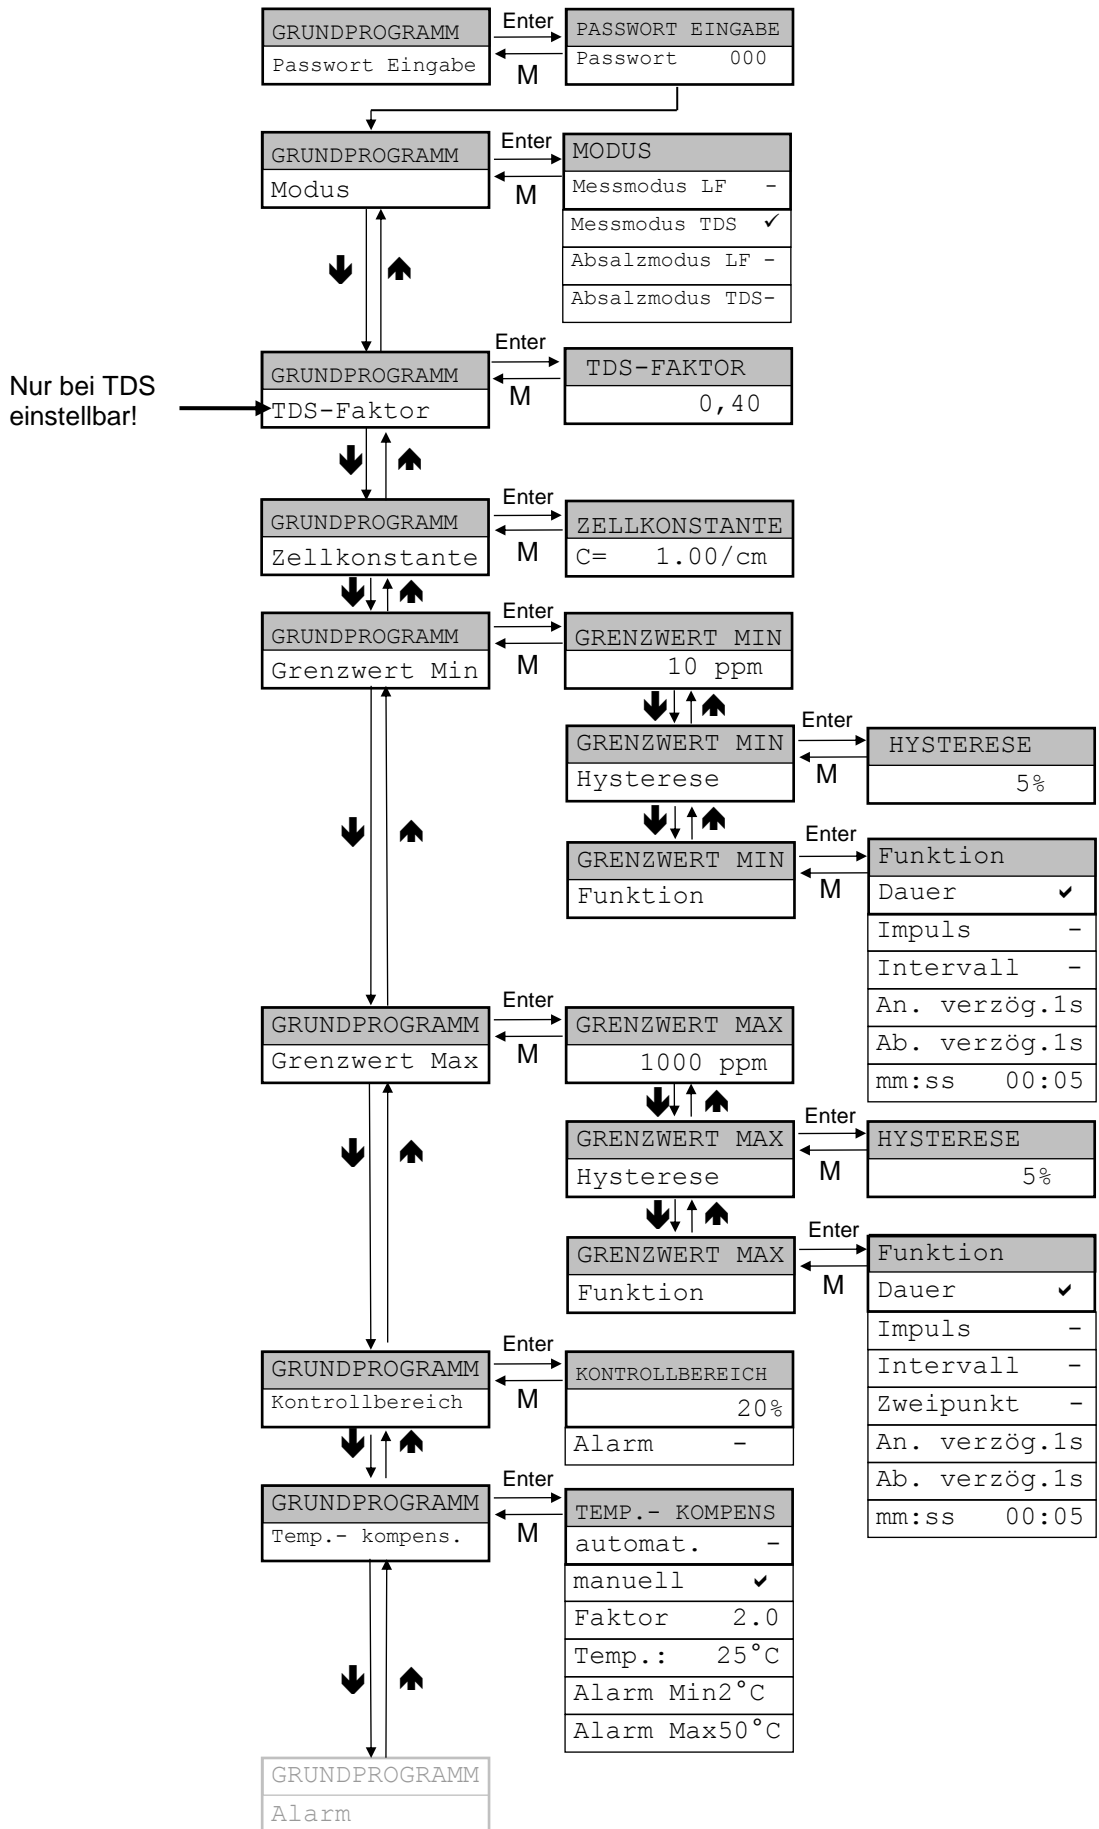 GRUNDPROGRAMM
Passwort Eingabe
Enter
M
PASSWORT EINGABE
Passwort 000
GRUNDPROGRAMM
Modus
Enter
M
MODUS
Messmodus LF -
Messmodus TDS ✓
Absalzmodus LF -
Absalzmodus TDS-
Nur bei TDS
einstellbar!
GRUNDPROGRAMM
TDS-Faktor
Enter
M
TDS-FAKTOR
0,40
GRUNDPROGRAMM
Zellkonstante
Enter
M
ZELLKONSTANTE
C= 1.00/cm
GRUNDPROGRAMM
Grenzwert Min
Enter
M
GRENZWERT MIN
10 ppm
GRENZWERT MIN
Hysterese
Enter
M
HYSTERESE
5%
GRENZWERT MIN
Funktion
Enter
M
Funktion
Dauer ✔
Impuls -
Intervall -
An. verzög.1s
Ab. verzög.1s
mm:ss 00:05
GRUNDPROGRAMM
Grenzwert Max
Enter
M
GRENZWERT MAX
1000 ppm
GRENZWERT MAX
Hysterese
Enter
M
HYSTERESE
5%
GRENZWERT MAX
Funktion
Enter
M
Funktion
Dauer ✔
Impuls -
Intervall -
Zweipunkt -
An. verzög.1s
Ab. verzög.1s
mm:ss 00:05
GRUNDPROGRAMM
Kontrollbereich
Enter
M
KONTROLLBEREICH
20%
Alarm -
GRUNDPROGRAMM
Temp.- kompens.
Enter
M
TEMP.- KOMPENS
automat. -
manuell ✔
Faktor 2.0
Temp.: 25°C
Alarm Min2°C
Alarm Max50°C
GRUNDPROGRAMM
Alarm